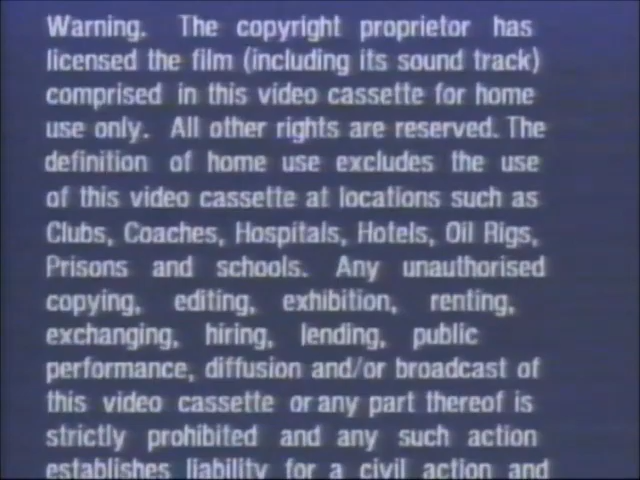 Warning. The copyright proprietor has
licensed the film (including its sound track)
comprised in this video cassette for home
use only. All other rights are reserved. The
definition of home use excludes the use
of this video cassette at locations such as
Clubs, Coaches, Hospitals, Hotels, Oil Rigs,
Prisons and schools. Any unauthorised
copying, editing, exhibition, renting,
exchanging, hiring, lending, public
performance, diffusion and/or broadcast of
this video cassette or any part thereof is
strictly prohibited and any such action
establishes liability for a civil action and